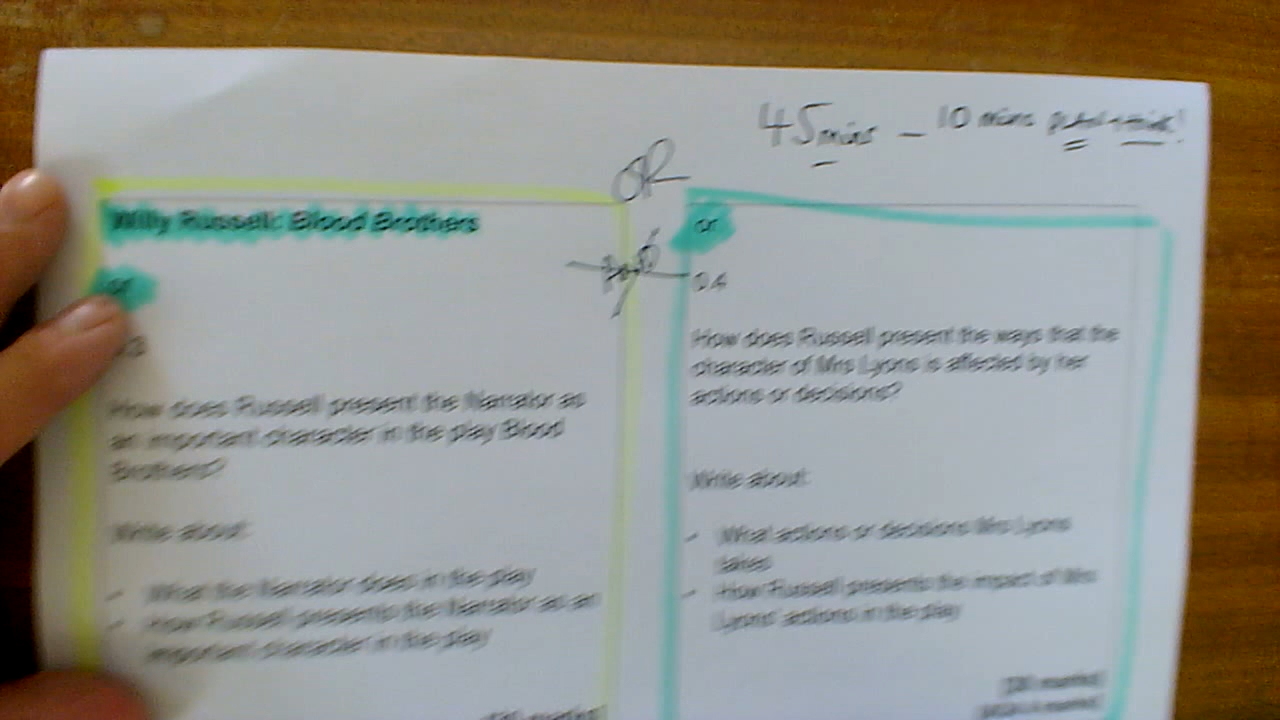 45 mins – 10 mins
OR
Willy Russell: Blood Brothers
or
How does Russell present the Narrator as
an important character in the play Blood
Brothers?
Write about:
- What the Narrator does in the play
- How Russell presents the Narrator as an
important character in the play
or
0 4
How does Russell present the ways that the
character of Mrs Lyons is affected by her
actions or decisions?
Write about:
- What actions or decisions Mrs Lyons
takes
- How Russell presents the impact of Mrs
Lyons' actions in the play
[30 marks]